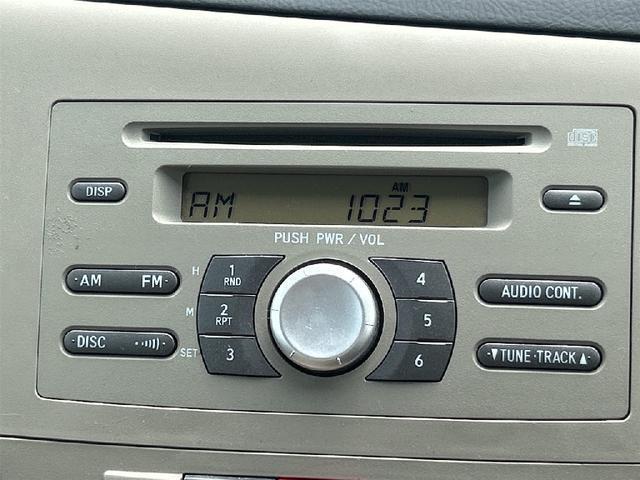 disc
DISP
AM
AM 1023
PUSH PWR/VOL
·AM FM·
H 1
RND
M 2
RPT
SET 3
4
5
6
AUDIO CONT.
·DISC
·▼TUNE·TRACK▲·